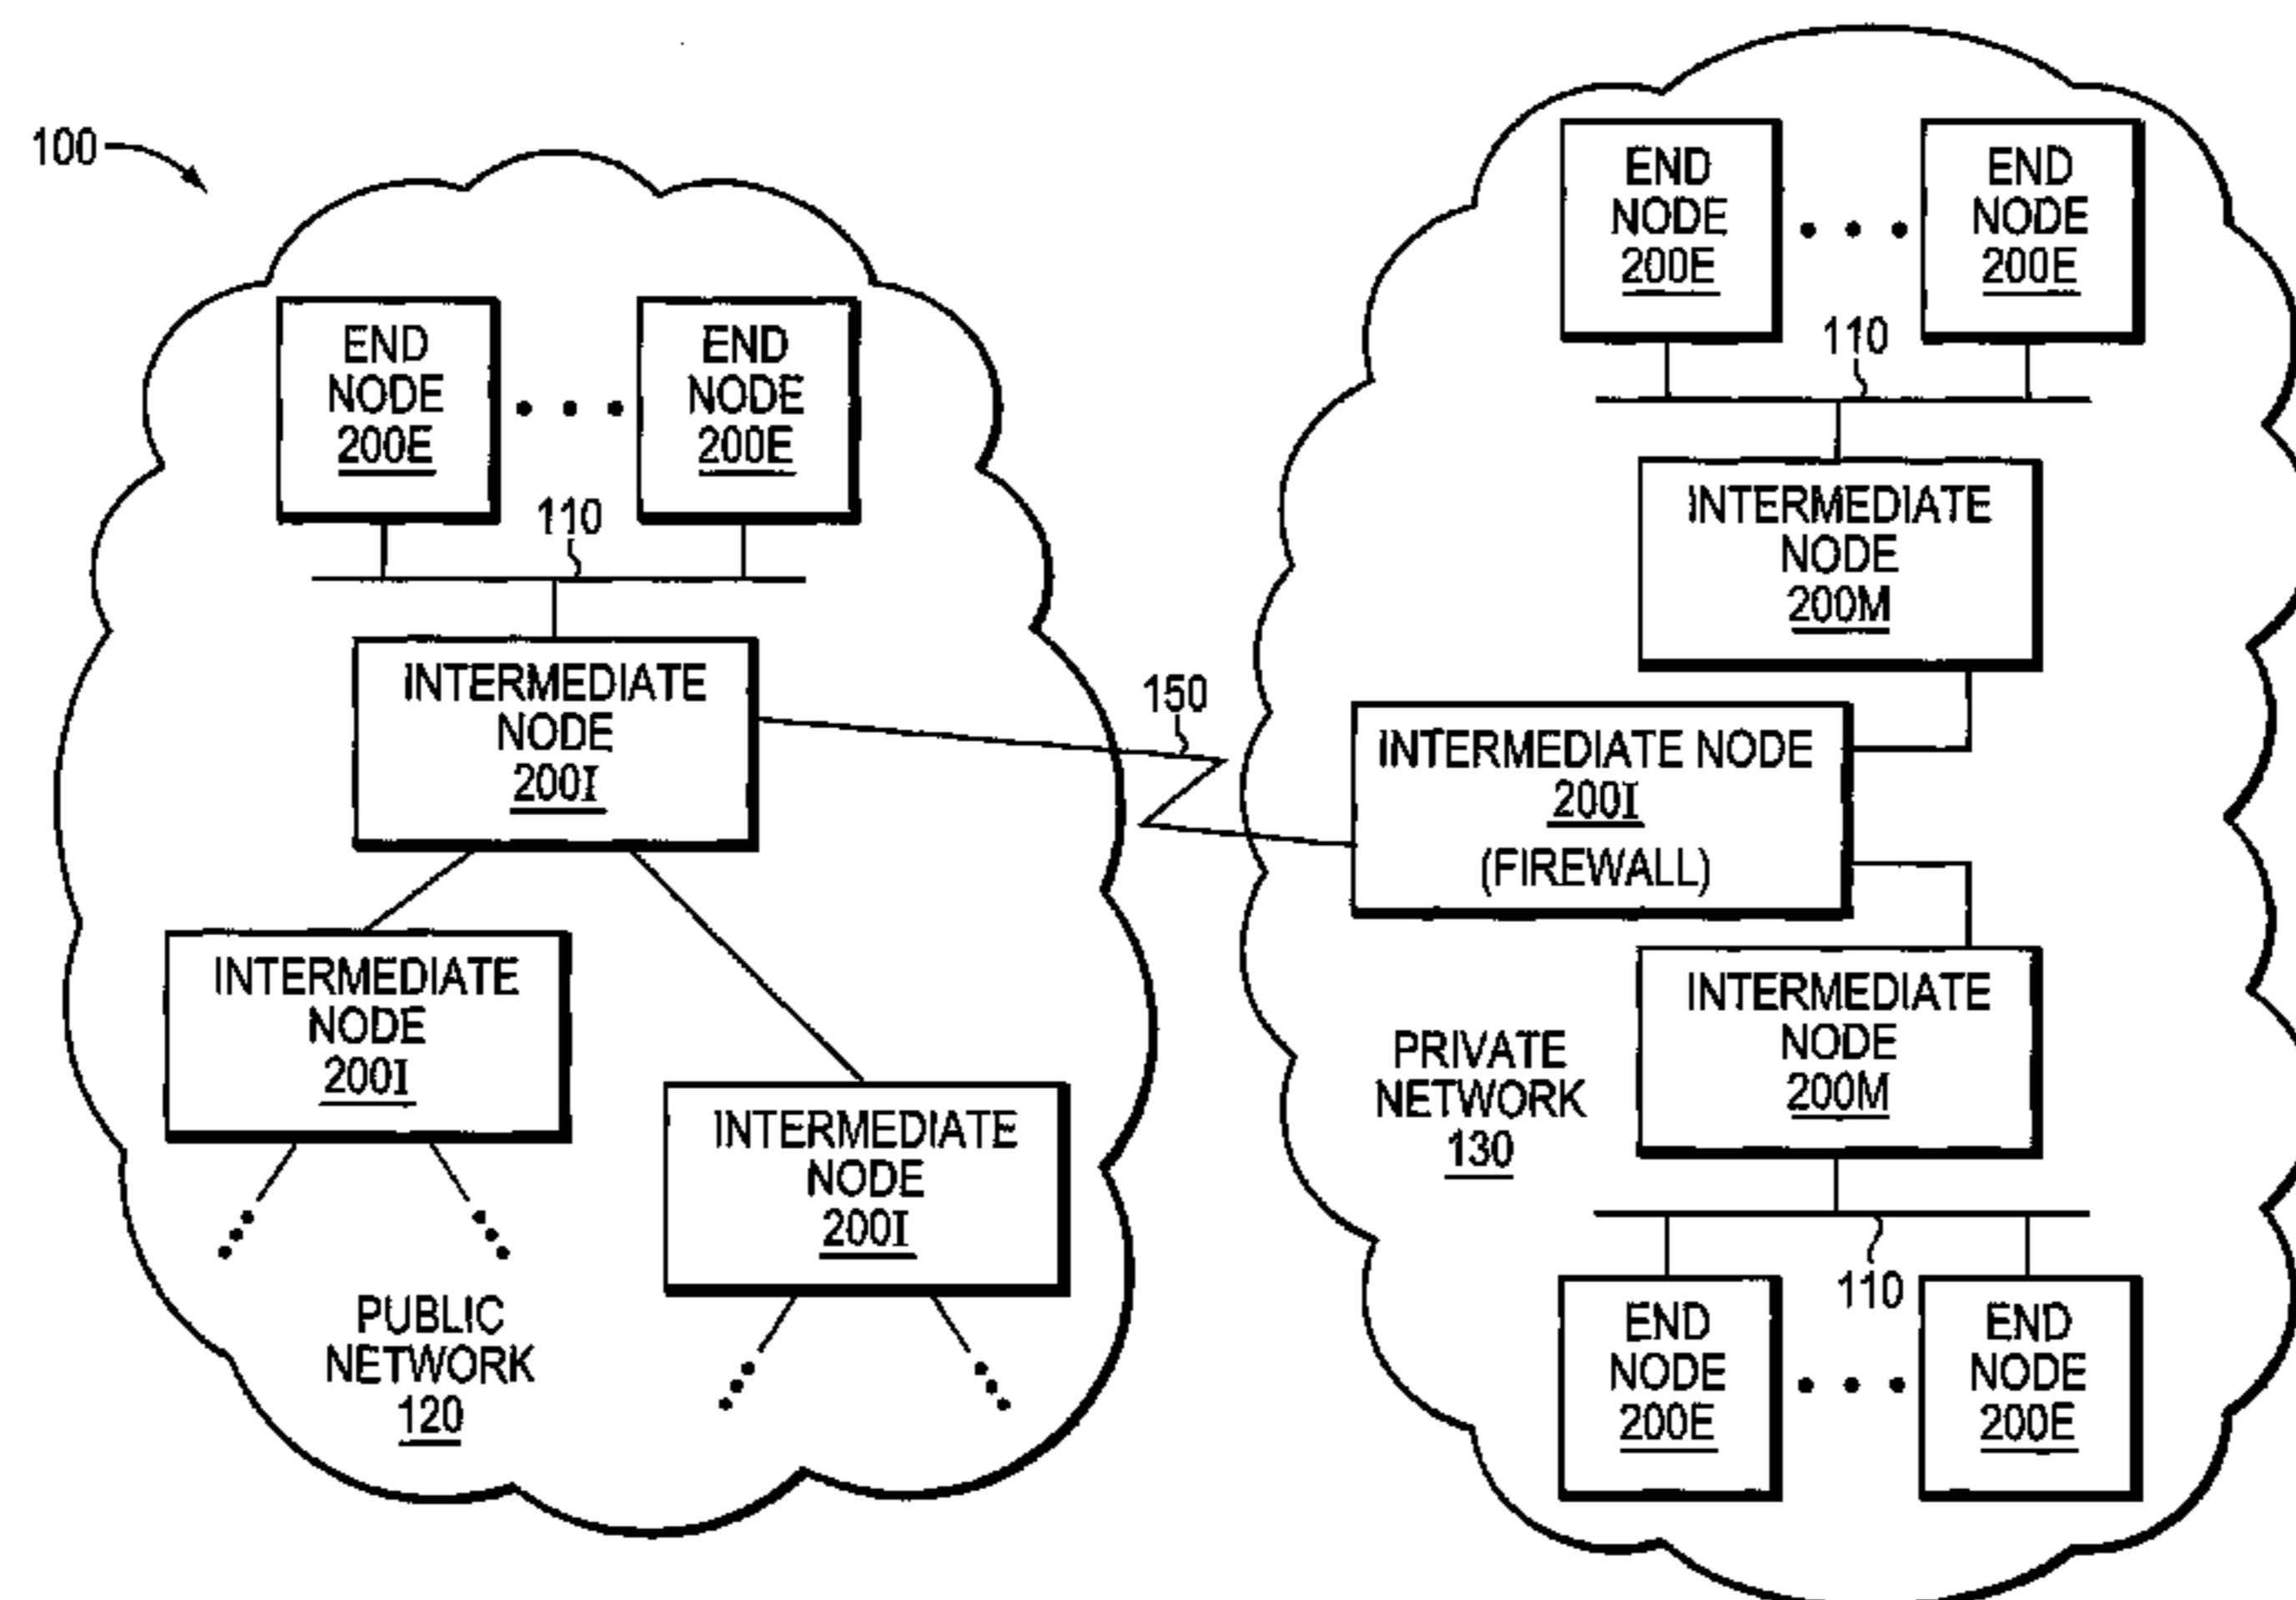 100
END
NODE
200E
END
NODE
200E
110
INTERMEDIATE
NODE
200I
INTERMEDIATE
NODE
200I
INTERMEDIATE
NODE
200I
PUBLIC
NETWORK
120
150
END
NODE
200E
END
NODE
200E
110
INTERMEDIATE
NODE
200M
INTERMEDIATE NODE
200I
(FIREWALL)
INTERMEDIATE
NODE
200M
PRIVATE
NETWORK
130
110
END
NODE
200E
END
NODE
200E